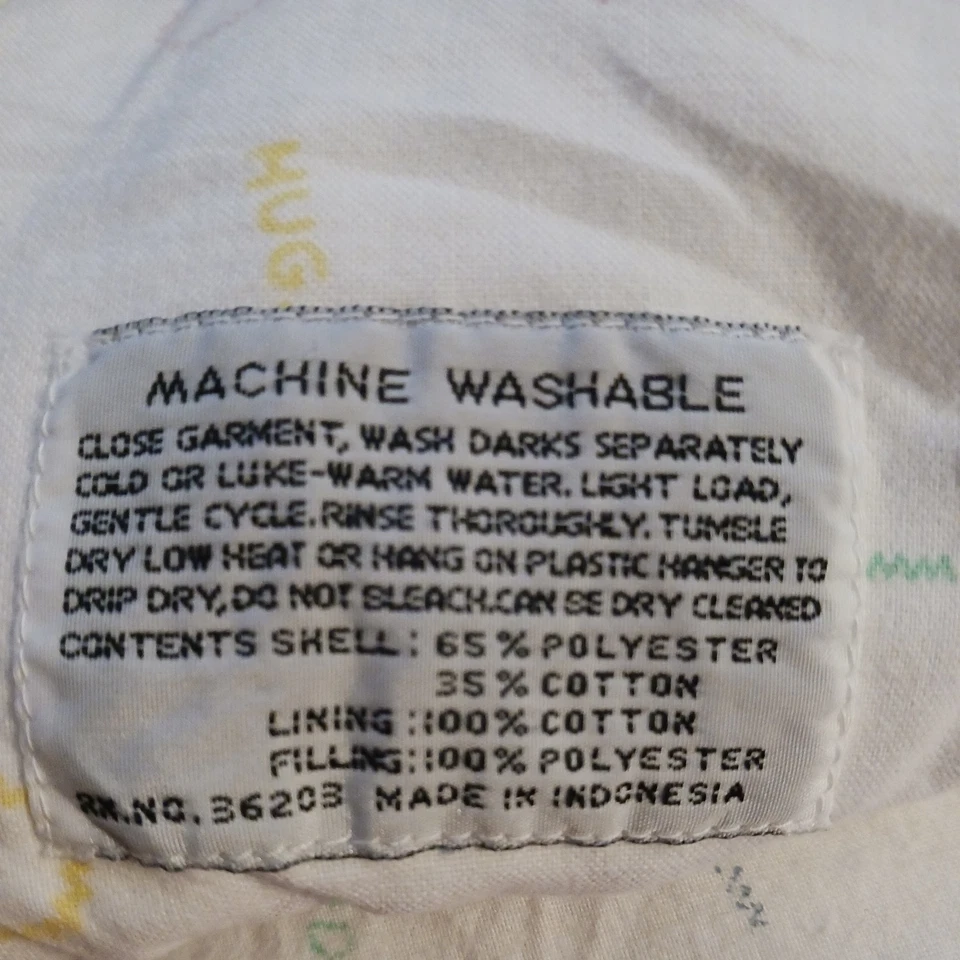 HUG
MACHINE WASHABLE
CLOSE GARMENT, WASH DARKS SEPARATELY
COLD OR LUKE-WARM WATER. LIGHT LOAD,
GENTLE CYCLE. RINSE THOROUGHLY. TUMBLE
DRY LOW HEAT OR HANG ON PLASTIC HANGER TO
DRIP DRY, DO NOT BLEACH. CAN BE DRY CLEANED
CONTENTS SHELL: 65% POLYESTER
35% COTTON
LINING :100% COTTON
FILLING:100% POLYESTER
RN.NO. 36203 MADE IN INDONESIA